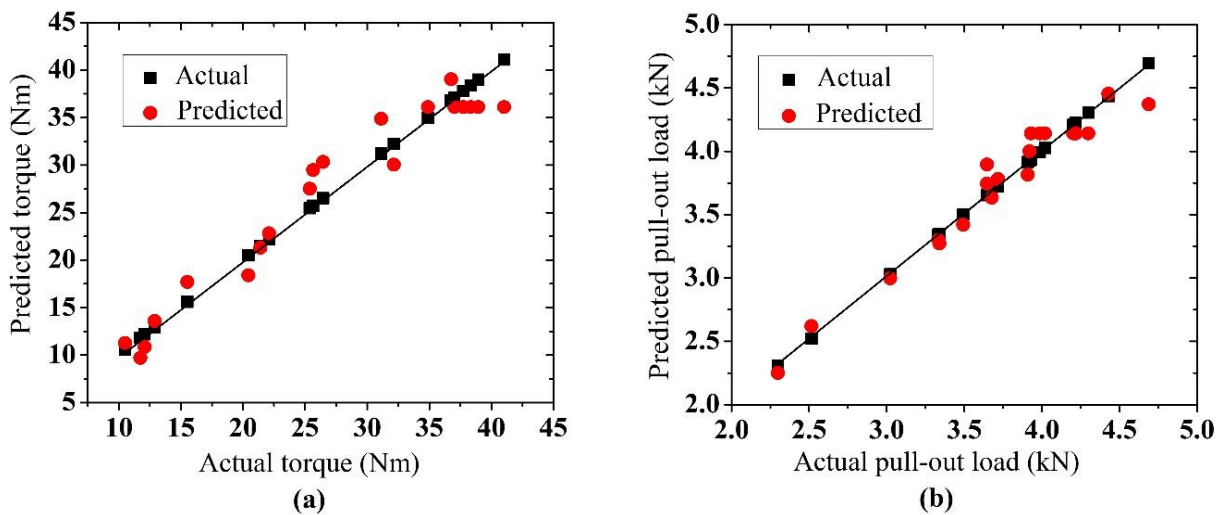 45
40
35
30
25
20
15
10
5
Predicted torque (Nm)
Actual
Predicted
10 15 20 25 30 35 40 45
Actual torque (Nm)
(a)
5.0
4.5
4.0
3.5
3.0
2.5
2.0
Predicted pull-out load (kN)
Actual
Predicted
2.0 2.5 3.0 3.5 4.0 4.5 5.0
Actual pull-out load (kN)
(b)